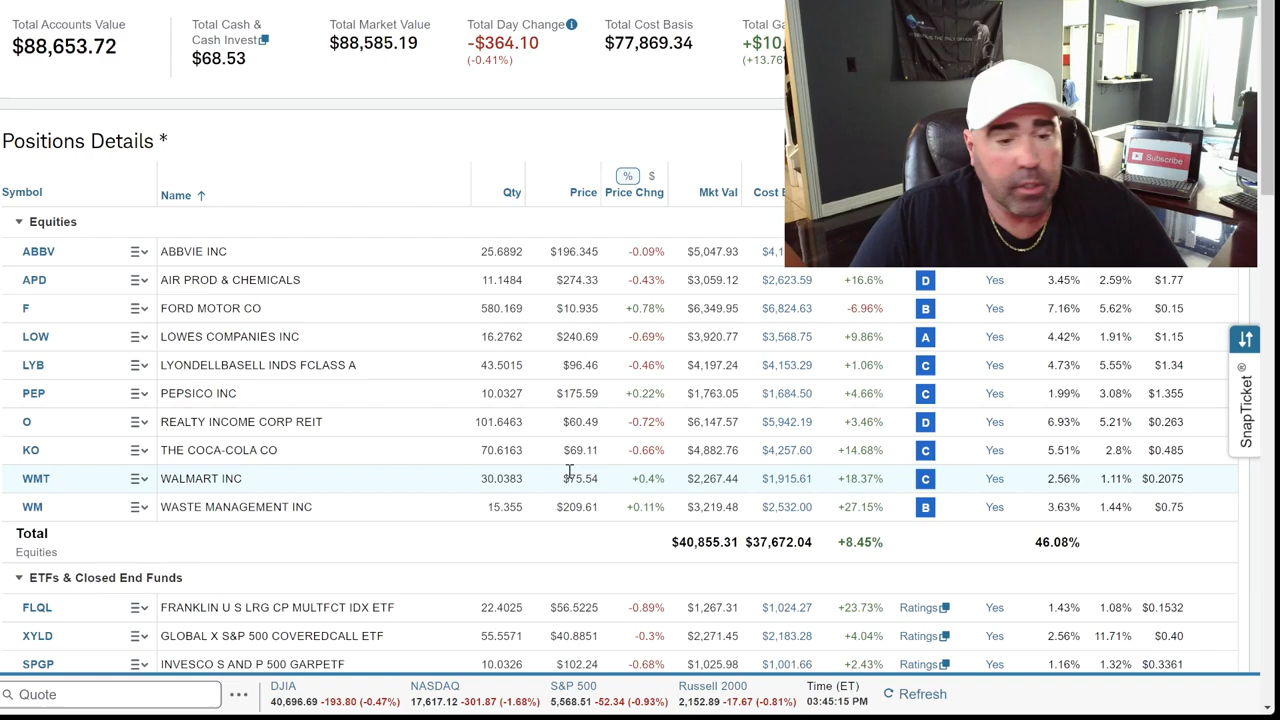 Total Accounts Value
$88,653.72
Total Cash &
Cash Invest
$68.53
Total Market Value
$88,585.19
Total Day Change
-$364.10
(-0.41%)
Total Cost Basis
$77,869.34
Total Ga
+$10,
(+13.76
Positions Details *
% $
Symbol Name ↑ Qty Price Price Chng Mkt Val Cost
Equities
ABBV ABBVIE INC 25.6892 $196.345 -0.09% $5,047.93 $4,1
APD AIR PROD & CHEMICALS 11.1484 $274.33 -0.43% $3,059.12 $2,623.59 +16.6% D Yes 3.45% 2.59% $1.77
F FORD MOTOR CO 580.169 $10.935 +0.78% $6,349.95 $6,824.63 -6.96% B Yes 7.16% 5.62% $0.15
LOW LOWES COMPANIES INC 16.2762 $240.69 -0.69% $3,920.77 $3,568.75 +9.86% A Yes 4.42% 1.91% $1.15
LYB LYONDELLBASELL INDS FCLASS A 43.5015 $96.46 -0.46% $4,197.24 $4,153.29 +1.06% C Yes 4.73% 5.55% $1.34
PEP PEPSICO INC 10.0327 $175.59 +0.22% $1,763.05 $1,684.50 +4.66% C Yes 1.99% 3.08% $1.355
O REALTY INCOME CORP REIT 101.6463 $60.49 -0.72% $6,147.57 $5,942.19 +3.46% D Yes 6.93% 5.21% $0.263
KO THE COCA-COLA CO 70.6163 $69.11 -0.66% $4,882.76 $4,257.60 +14.68% C Yes 5.51% 2.8% $0.485
WMT WALMART INC 30.0383 $75.54 +0.4% $2,267.44 $1,915.61 +18.37% C Yes 2.56% 1.11% $0.2075
WM WASTE MANAGEMENT INC 15.355 $209.61 +0.11% $3,219.48 $2,532.00 +27.15% B Yes 3.63% 1.44% $0.75
Total
Equities
$40,855.31 $37,672.04 +8.45% 46.08%
ETFs & Closed End Funds
FLQL FRANKLIN U S LRG CP MULTFCT IDX ETF 22.4025 $56.5225 -0.89% $1,267.31 $1,024.27 +23.73% Ratings Yes 1.43% 1.08% $0.1532
XYLD GLOBAL X S&P 500 COVEREDCALL ETF 55.5571 $40.8851 -0.3% $2,271.45 $2,183.28 +4.04% Ratings Yes 2.56% 11.71% $0.40
SPGP INVESCO S AND P 500 GARPETF 10.0326 $102.24 -0.68% $1,025.98 $1,001.66 +2.43% Ratings Yes 1.16% 1.32% $0.3361
Quote
DJIA
40,696.69 -193.80 (-0.47%)
NASDAQ
17,617.12 -301.87 (-1.68%)
S&P 500
5,568.51 -52.34 (-0.93%)
Russell 2000
2,152.89 -17.67 (-0.81%)
Time (ET)
03:45:15 PM
Refresh
SnapTicket ®
Subscribe